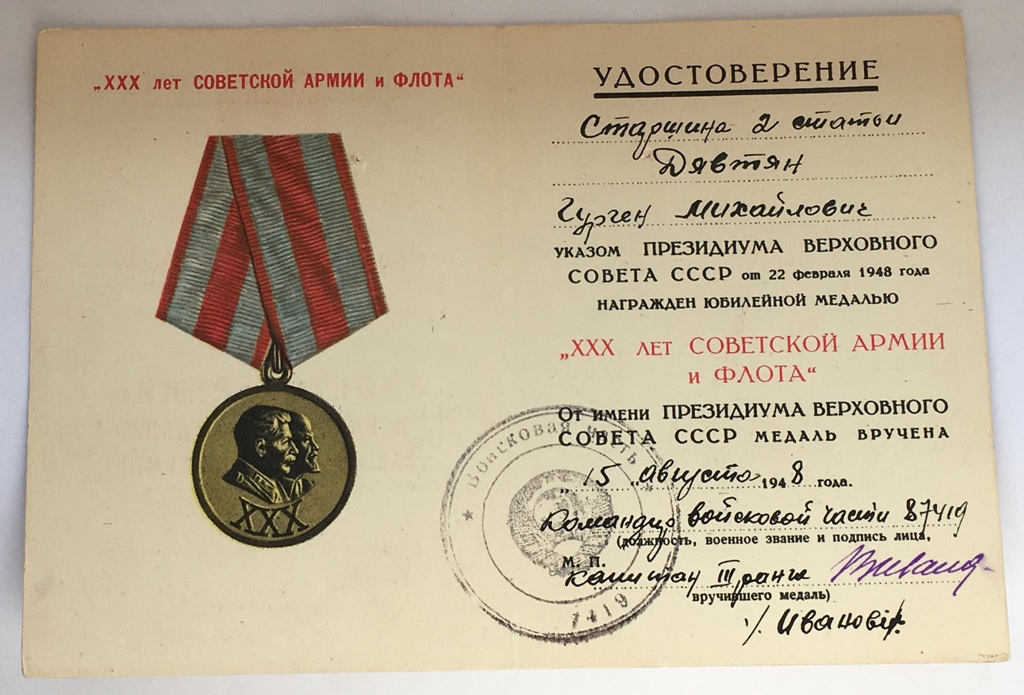 „XXX лет СОВЕТСКОЙ АРМИИ и ФЛОТА“
XXX
УДОСТОВЕРЕНИЕ
Старшина 2 статьи
Дявтян
Гурген Михайлович
УКАЗОМ ПРЕЗИДИУМА ВЕРХОВНОГО
СОВЕТА СССР от 22 февраля 1948 года
НАГРАЖДЕН ЮБИЛЕЙНОЙ МЕДАЛЬЮ
„XXX ЛЕТ СОВЕТСКОЙ АРМИИ
и ФЛОТА“
ОТ ИМЕНИ ПРЕЗИДИУМА ВЕРХОВНОГО
СОВЕТА СССР МЕДАЛЬ ВРУЧЕНА
„15 „ августа 1948 года.
Командир войсковой части 87419
(должность, военное звание и подпись лица,
М. П.
Капитан III ранга
вручившего медаль)
/. Иванов/.
Войсковая часть
7419